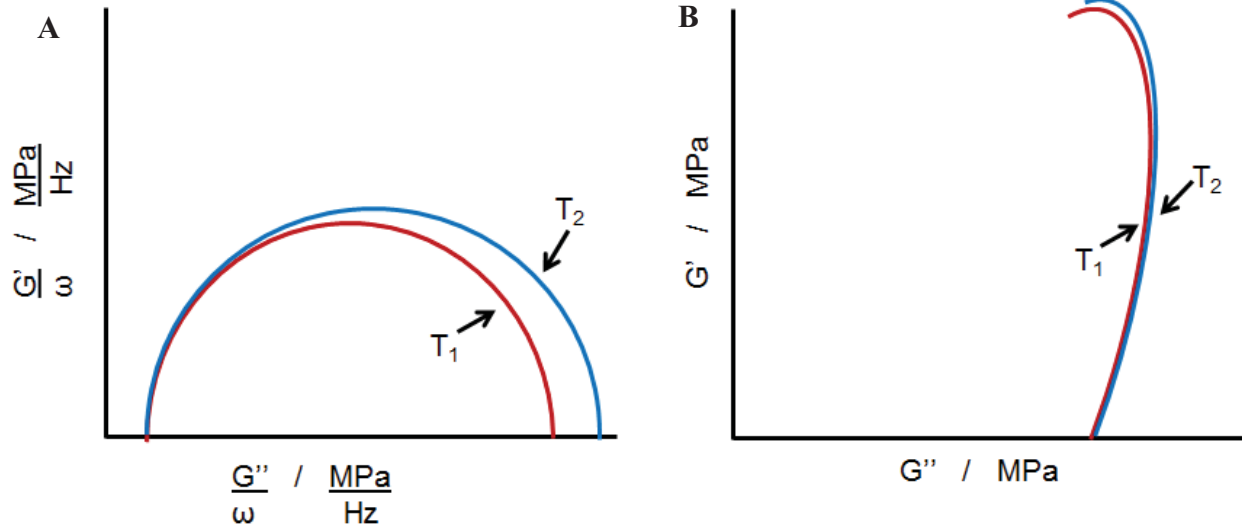 A
G' / MPa
ω Hz
T₂
T₁
G'' / MPa
ω Hz
B
G' / MPa
T₂
T₁
G'' / MPa